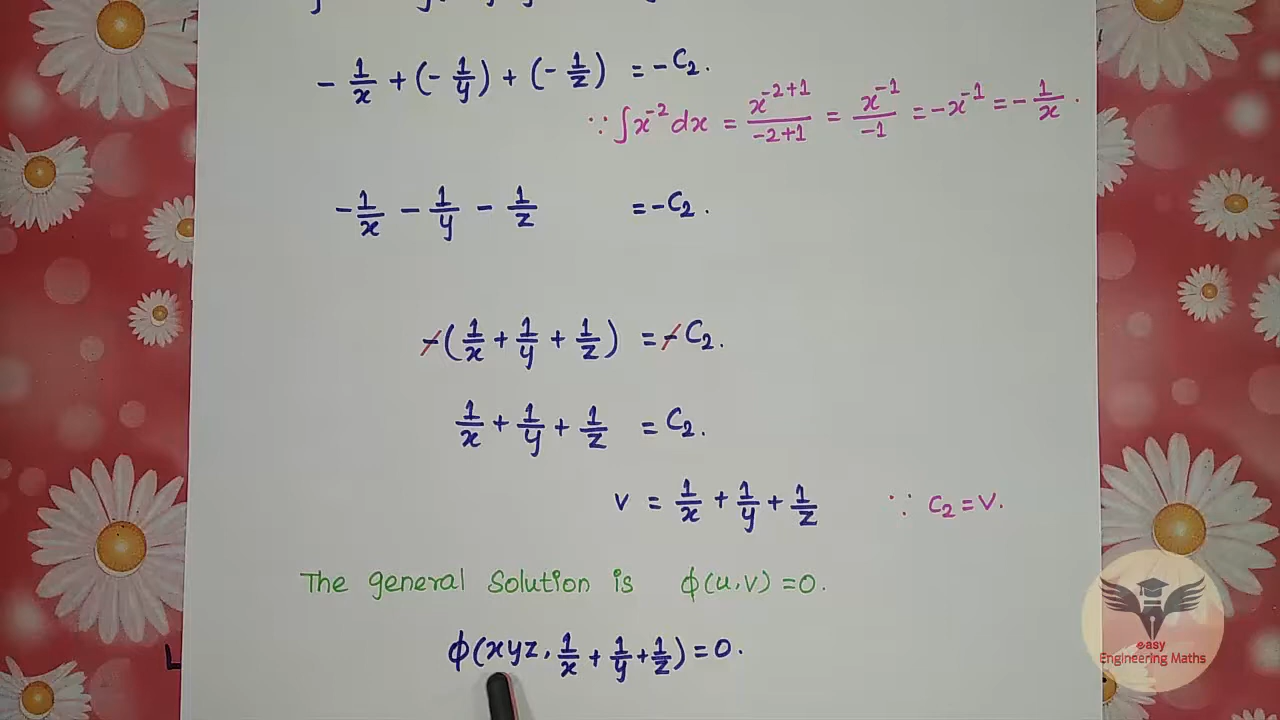 - 1/x + (- 1/y) + (- 1/z) = -C₂.
∵ ∫x⁻² dx = x⁻²⁺¹/-2+1 = x⁻¹/-1 = -x⁻¹ = - 1/x .
- 1/x - 1/y - 1/z = -C₂.
-(1/x + 1/y + 1/z) = -C₂.
1/x + 1/y + 1/z = C₂.
v = 1/x + 1/y + 1/z ∵ C₂ = v.
The general Solution is ϕ(u,v) = 0.
ϕ(xyz, 1/x + 1/y + 1/z) = 0.
easy
Engineering Maths